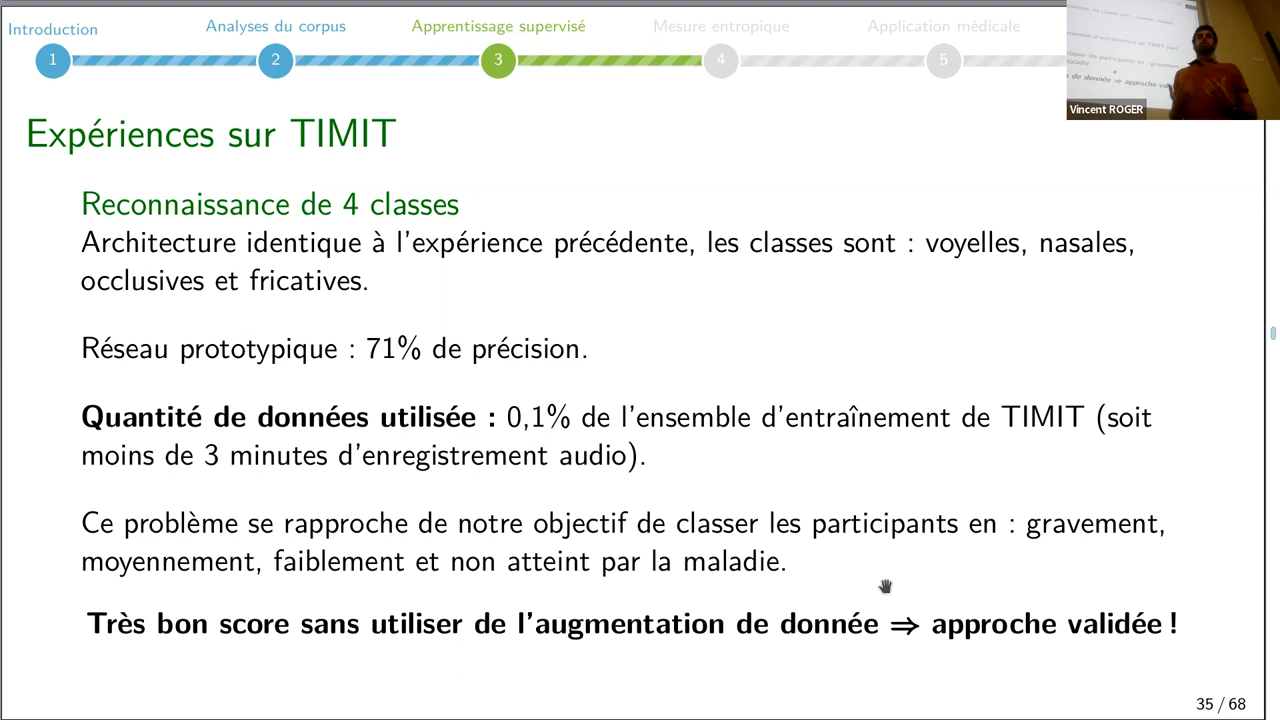 Introduction
Analyses du corpus
Apprentissage supervisé
Mesure entropique
Application médicale
1
2
3
4
5
Vincent ROGER
Expériences sur TIMIT
Reconnaissance de 4 classes
Architecture identique à l'expérience précédente, les classes sont : voyelles, nasales,
occlusives et fricatives.
Réseau prototypique : 71% de précision.
Quantité de données utilisée : 0,1% de l'ensemble d'entraînement de TIMIT (soit
moins de 3 minutes d'enregistrement audio).
Ce problème se rapproche de notre objectif de classer les participants en : gravement,
moyennement, faiblement et non atteint par la maladie.
Très bon score sans utiliser de l'augmentation de donnée ⇒ approche validée !
35 / 68